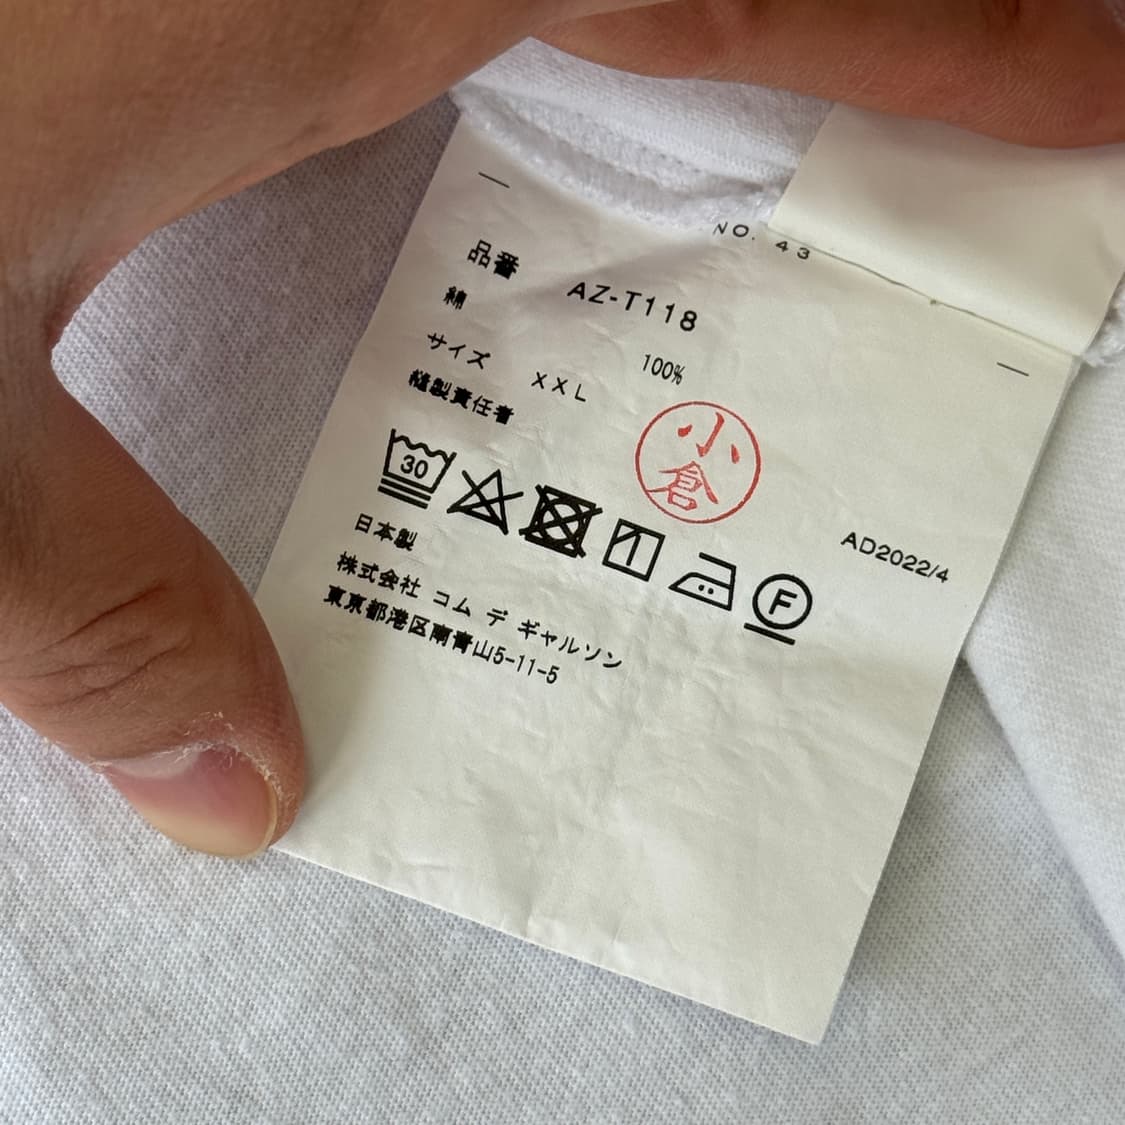 NO. 43
品番 AZ-T118
綿 100%
サイズ XXL
縫製責任者 小倉
30
F
AD2022/4
日本製
株式会社 コム デ ギャルソン
東京都港区南青山5-11-5